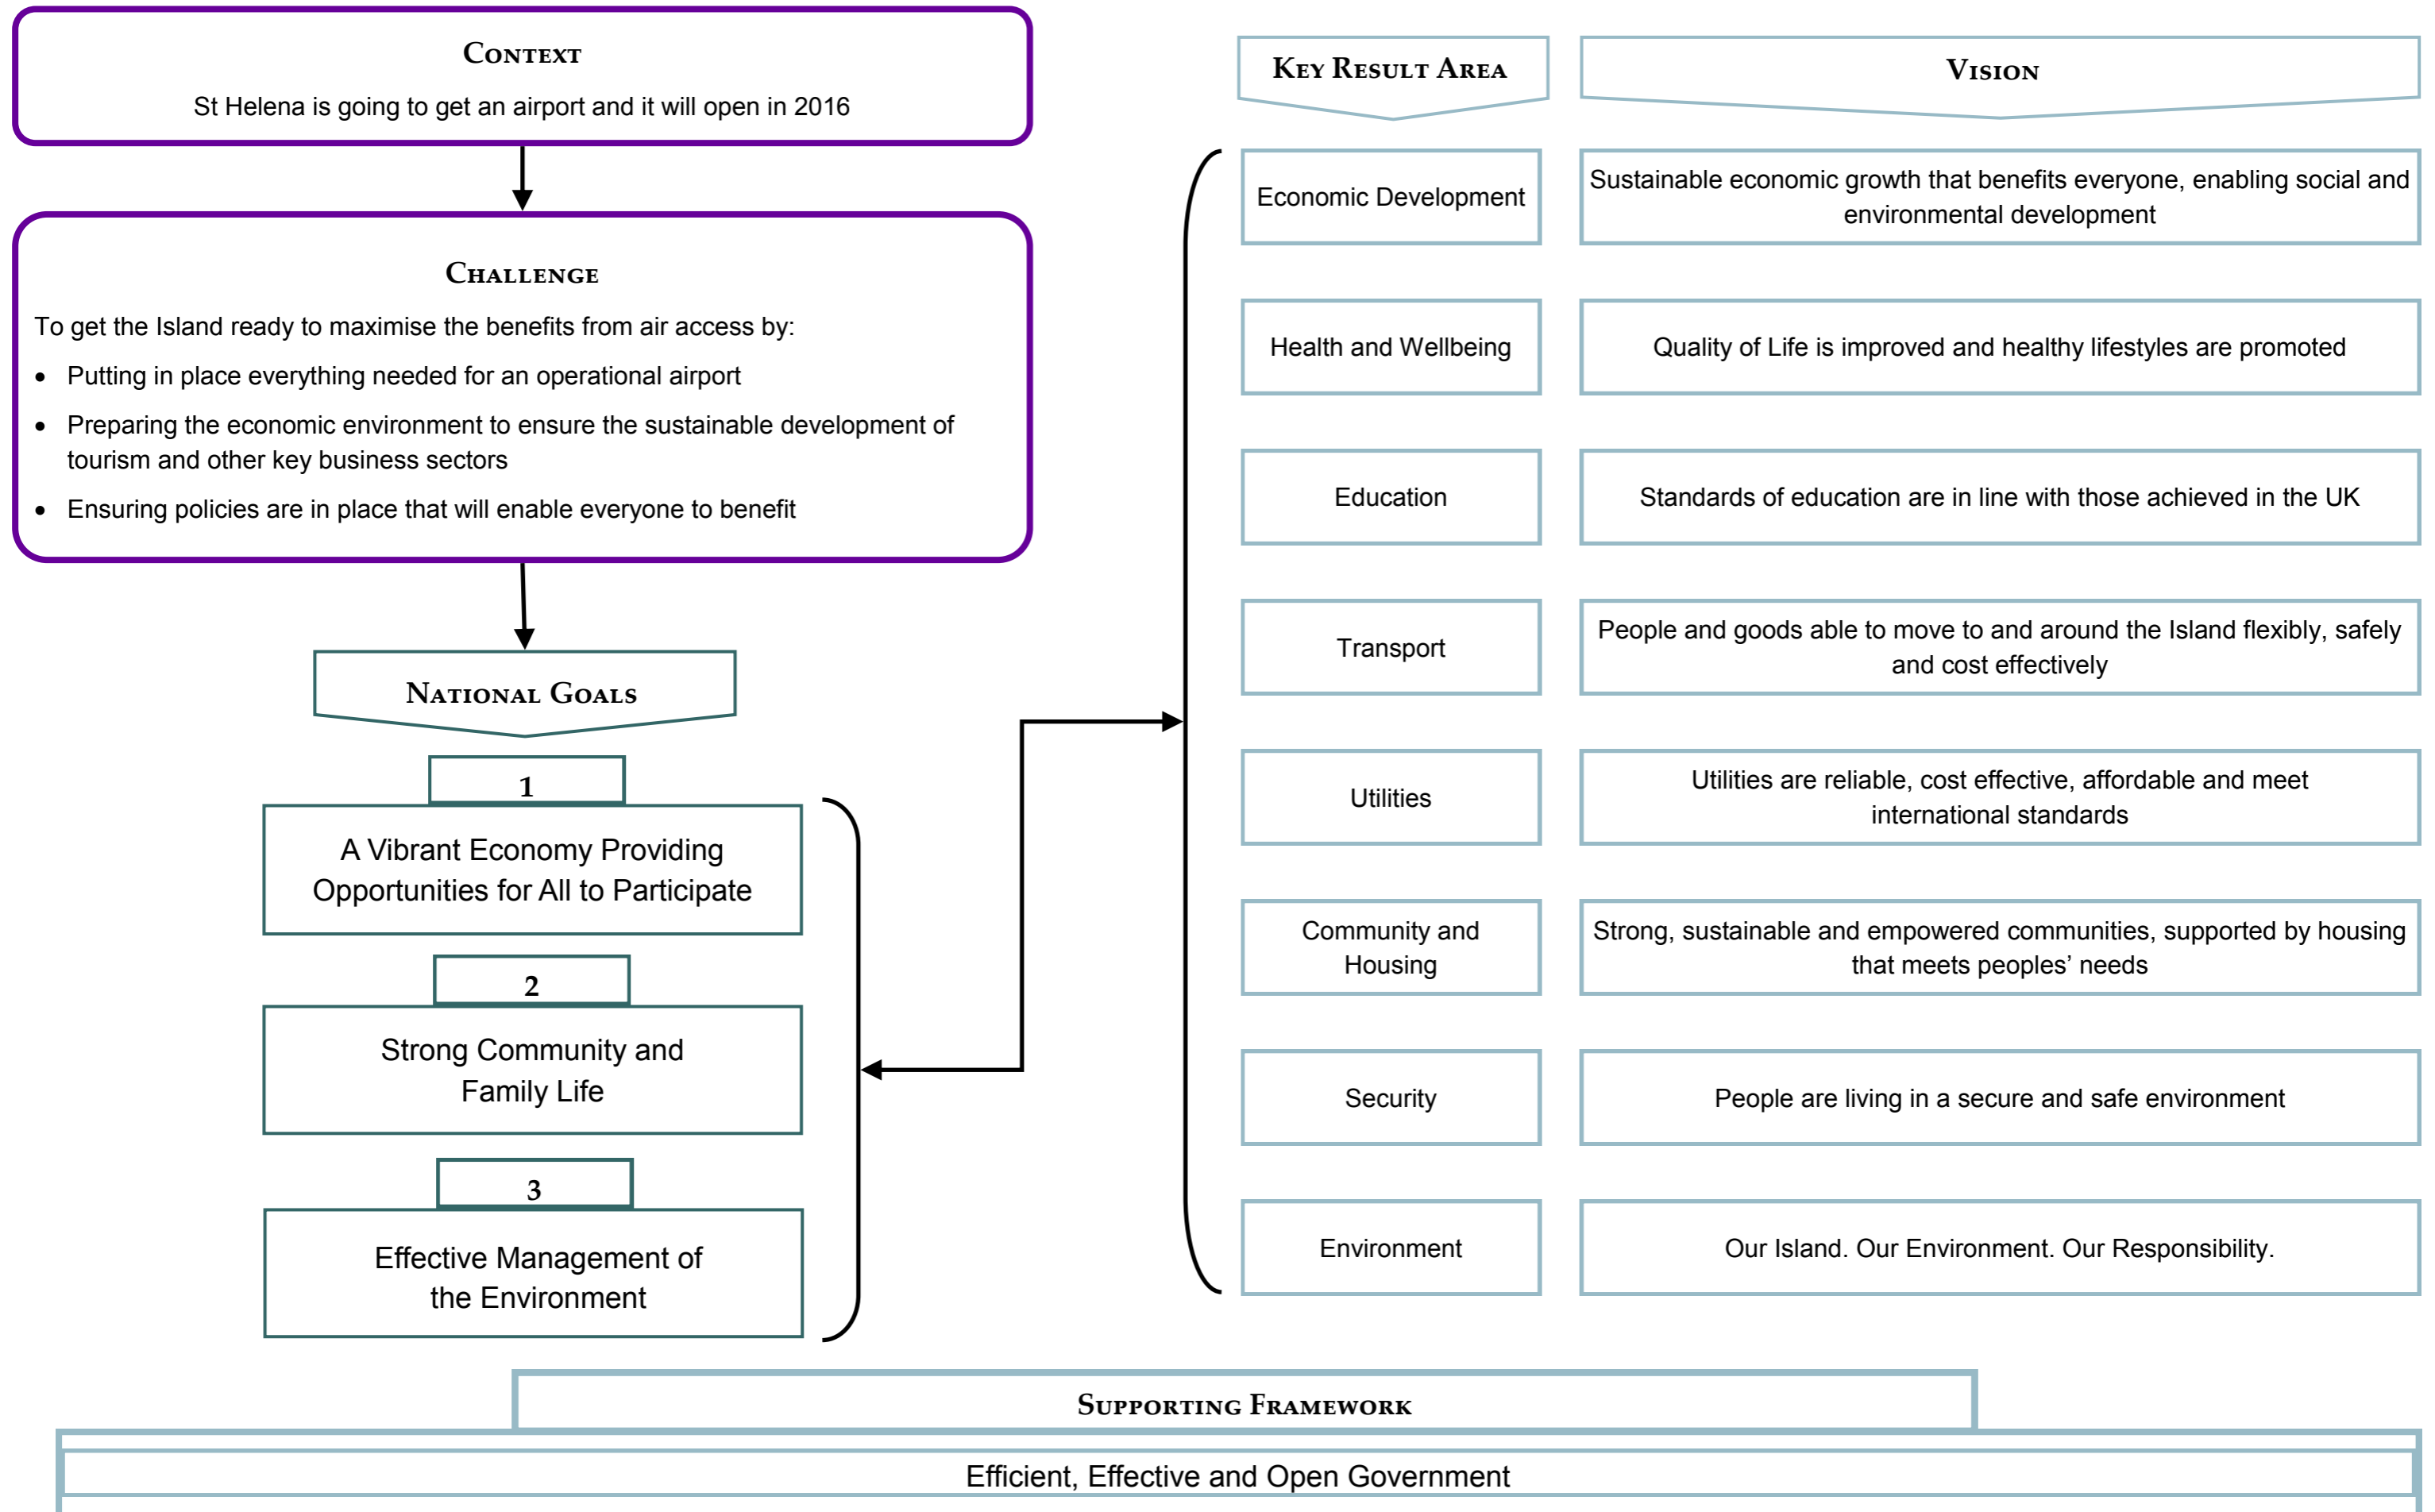 CONTEXT
St Helena is going to get an airport and it will open in 2016
CHALLENGE
To get the Island ready to maximise the benefits from air access by:
• Putting in place everything needed for an operational airport
• Preparing the economic environment to ensure the sustainable development of
tourism and other key business sectors
• Ensuring policies are in place that will enable everyone to benefit
NATIONAL GOALS
1
A Vibrant Economy Providing
Opportunities for All to Participate
2
Strong Community and
Family Life
3
Effective Management of
the Environment
KEY RESULT AREA
VISION
Economic Development
Sustainable economic growth that benefits everyone, enabling social and
environmental development
Health and Wellbeing
Quality of Life is improved and healthy lifestyles are promoted
Education
Standards of education are in line with those achieved in the UK
Transport
People and goods able to move to and around the Island flexibly, safely
and cost effectively
Utilities
Utilities are reliable, cost effective, affordable and meet
international standards
Community and
Housing
Strong, sustainable and empowered communities, supported by housing
that meets peoples’ needs
Security
People are living in a secure and safe environment
Environment
Our Island. Our Environment. Our Responsibility.
SUPPORTING FRAMEWORK
Efficient, Effective and Open Government